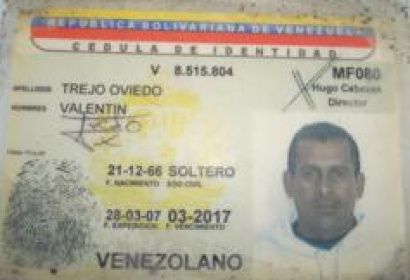 REPUBLICA BOLIVARIANA DE VENEZUELA
CEDULA DE IDENTIDAD
V 8.515.804
MF080
Hugo Cabezas
Director
APELLIDOS TREJO OVIEDO
NOMBRES VALENTIN
21-12-66 SOLTERO
F. NACIMIENTO EDO.CIVIL
28-03-07 03-2017
F. EXPEDICION F. VENCIMIENTO
VENEZOLANO